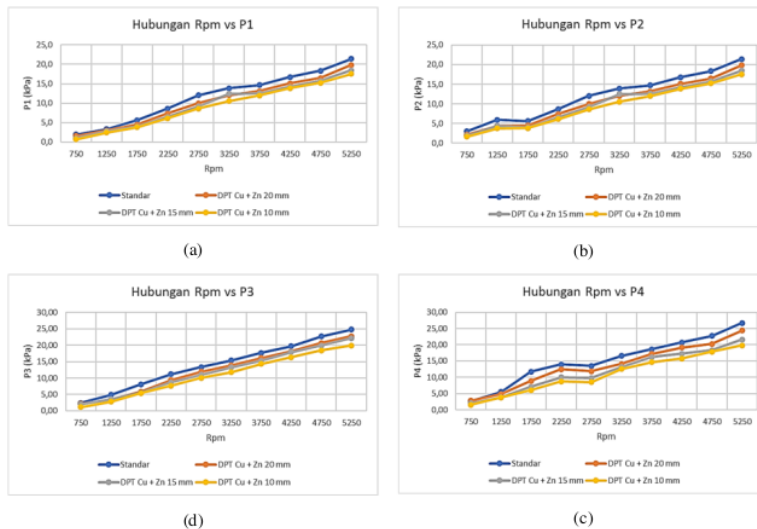 Hubungan Rpm vs P1
25,0
20,0
15,0
10,0
5,0
0,0
P1 (kPa)
750 1250 1750 2250 2750 3250 3750 4250 4750 5250
Rpm
Standar DPT Cu + Zn 20 mm
DPT Cu + Zn 15 mm DPT Cu + Zn 10 mm
(a)
Hubungan Rpm vs P2
25,0
20,0
15,0
10,0
5,0
0,0
P2 (kPa)
750 1250 1750 2250 2750 3250 3750 4250 4750 5250
Rpm
Standar DPT Cu + Zn 20 mm
DPT Cu + Zn 15 mm DPT Cu + Zn 10 mm
(b)
Hubungan Rpm vs P3
30,00
25,00
20,00
15,00
10,00
5,00
0,00
P3 (kPa)
750 1250 1750 2250 2750 3250 3750 4250 4750 5250
Rpm
Standar DPT Cu + Zn 20 mm
DPT Cu + Zn 15 mm DPT Cu + Zn 10 mm
(d)
Hubungan Rpm vs P4
30,00
25,00
20,00
15,00
10,00
5,00
0,00
P4 (kPa)
750 1250 1750 2250 2750 3250 3750 4250 4750 5250
Rpm
Standar DPT Cu + Zn 20 mm
DPT Cu + Zn 15 mm DPT Cu + Zn 10 mm
(c)